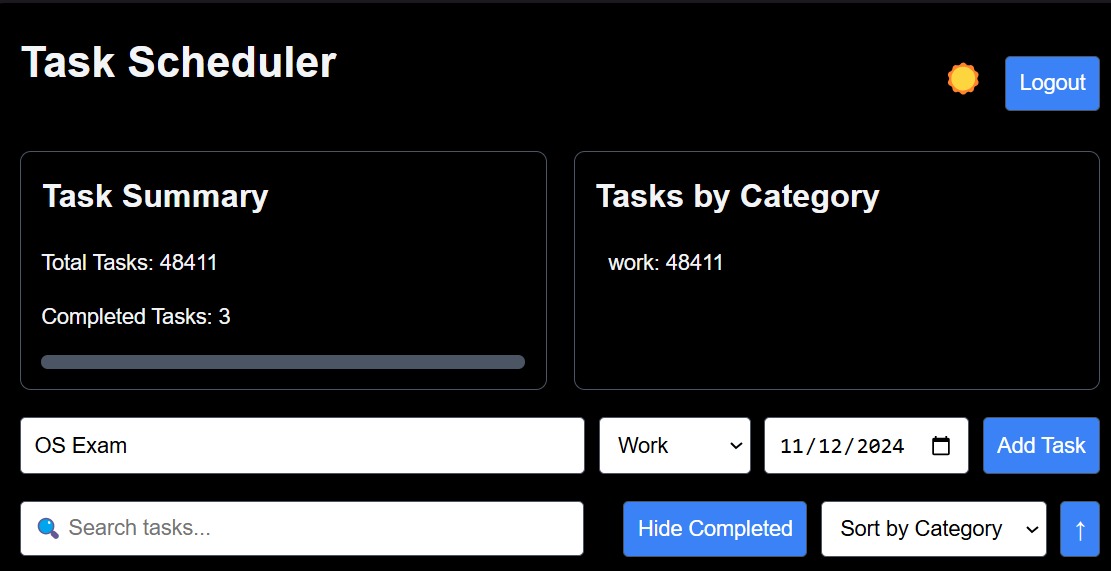 Task Scheduler
Logout
Task Summary
Total Tasks: 48411
Completed Tasks: 3
Tasks by Category
work: 48411
OS Exam
Work
11/12/2024
Add Task
Search tasks...
Hide Completed
Sort by Category
↑